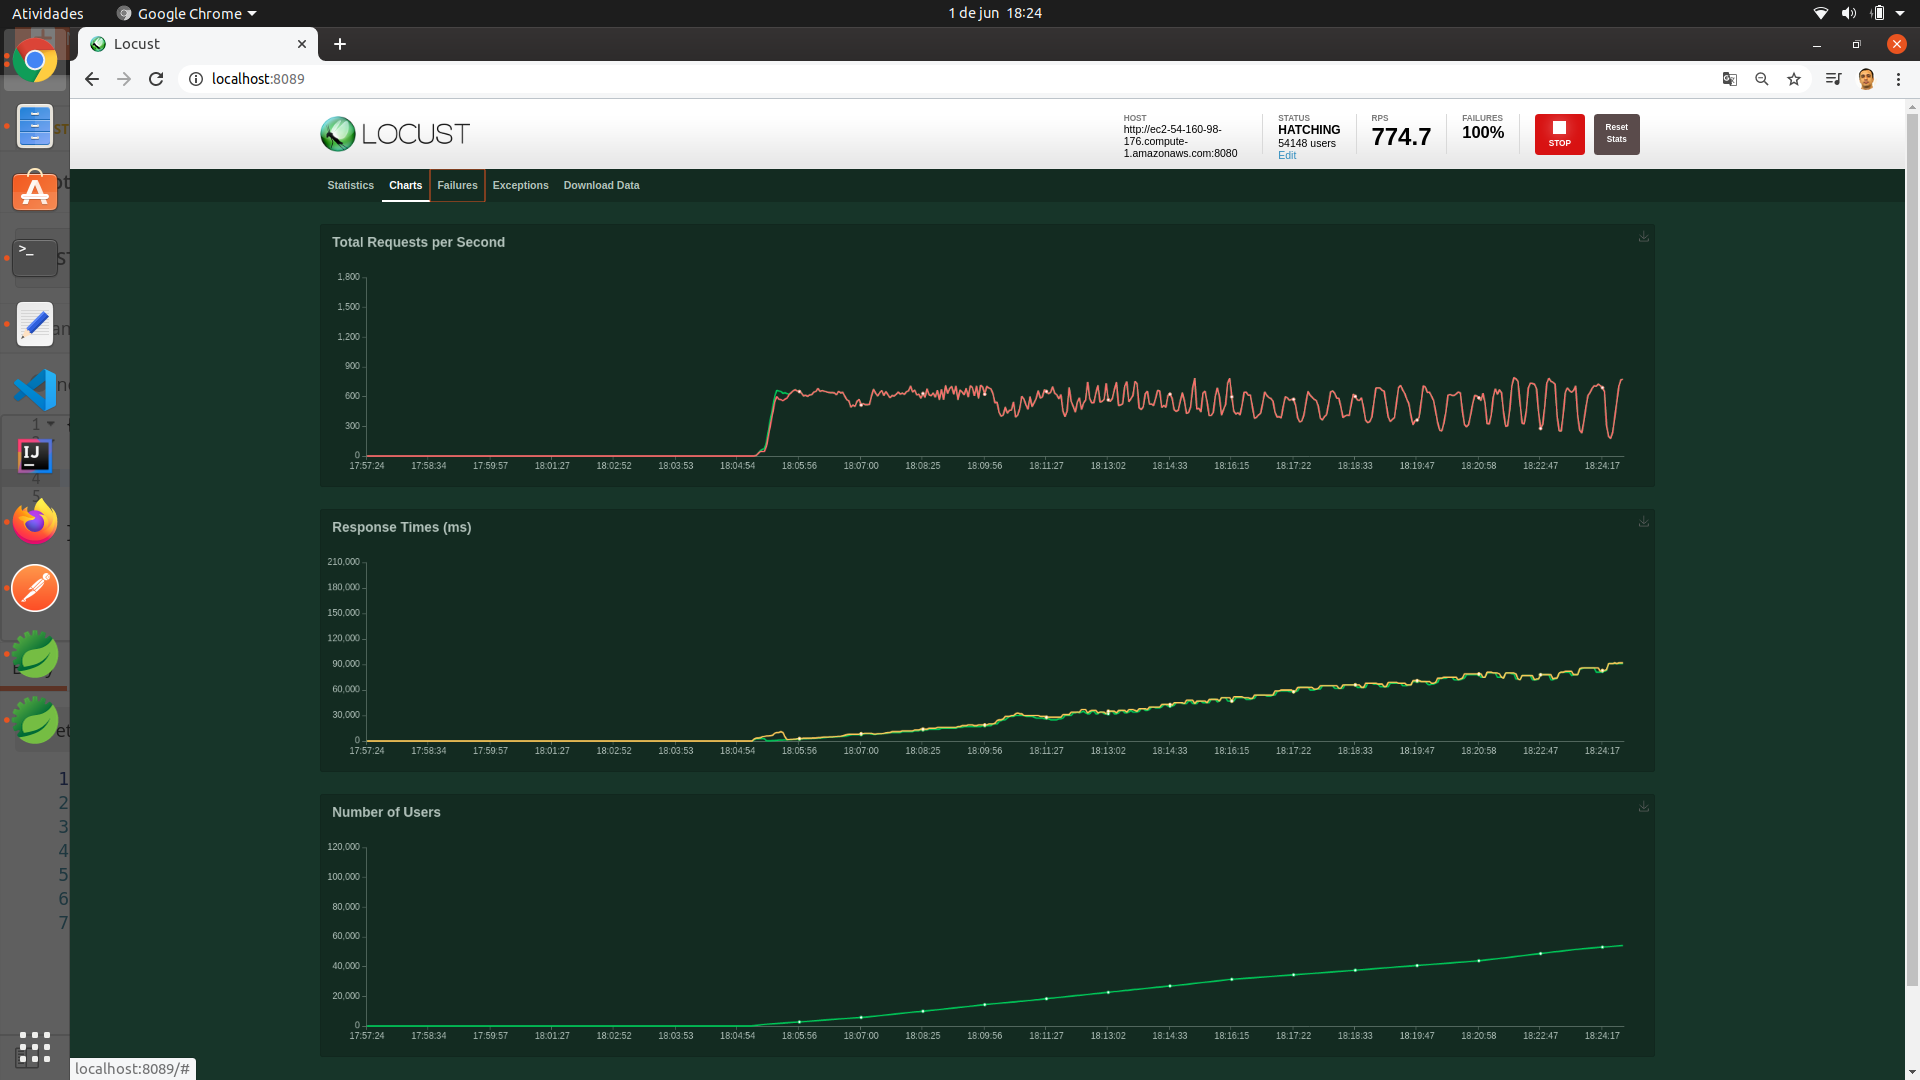 Atividades
Google Chrome
1 de jun 18:24
Locust
localhost:8089
LOCUST
HOST
http://ec2-54-160-98-
176.compute-
1.amazonaws.com:8080
STATUS
HATCHING
54148 users
Edit
RPS
774.7
FAILURES
100%
STOP
Reset
Stats
Statistics
Charts
Failures
Exceptions
Download Data
Total Requests per Second
1,800
1,500
1,200
900
600
300
0
17:57:24 17:58:34 17:59:57 18:01:27 18:02:52 18:03:53 18:04:54 18:05:56 18:07:00 18:08:25 18:09:56 18:11:27 18:13:02 18:14:33 18:16:15 18:17:22 18:18:33 18:19:47 18:20:58 18:22:47 18:24:17
Response Times (ms)
210,000
180,000
150,000
120,000
90,000
60,000
30,000
0
17:57:24 17:58:34 17:59:57 18:01:27 18:02:52 18:03:53 18:04:54 18:05:56 18:07:00 18:08:25 18:09:56 18:11:27 18:13:02 18:14:33 18:16:15 18:17:22 18:18:33 18:19:47 18:20:58 18:22:47 18:24:17
Number of Users
120,000
100,000
80,000
60,000
40,000
20,000
0
17:57:24 17:58:34 17:59:57 18:01:27 18:02:52 18:03:53 18:04:54 18:05:56 18:07:00 18:08:25 18:09:56 18:11:27 18:13:02 18:14:33 18:16:15 18:17:22 18:18:33 18:19:47 18:20:58 18:22:47 18:24:17
IJ
1
2
3
4
5
6
7
localhost:8089/#